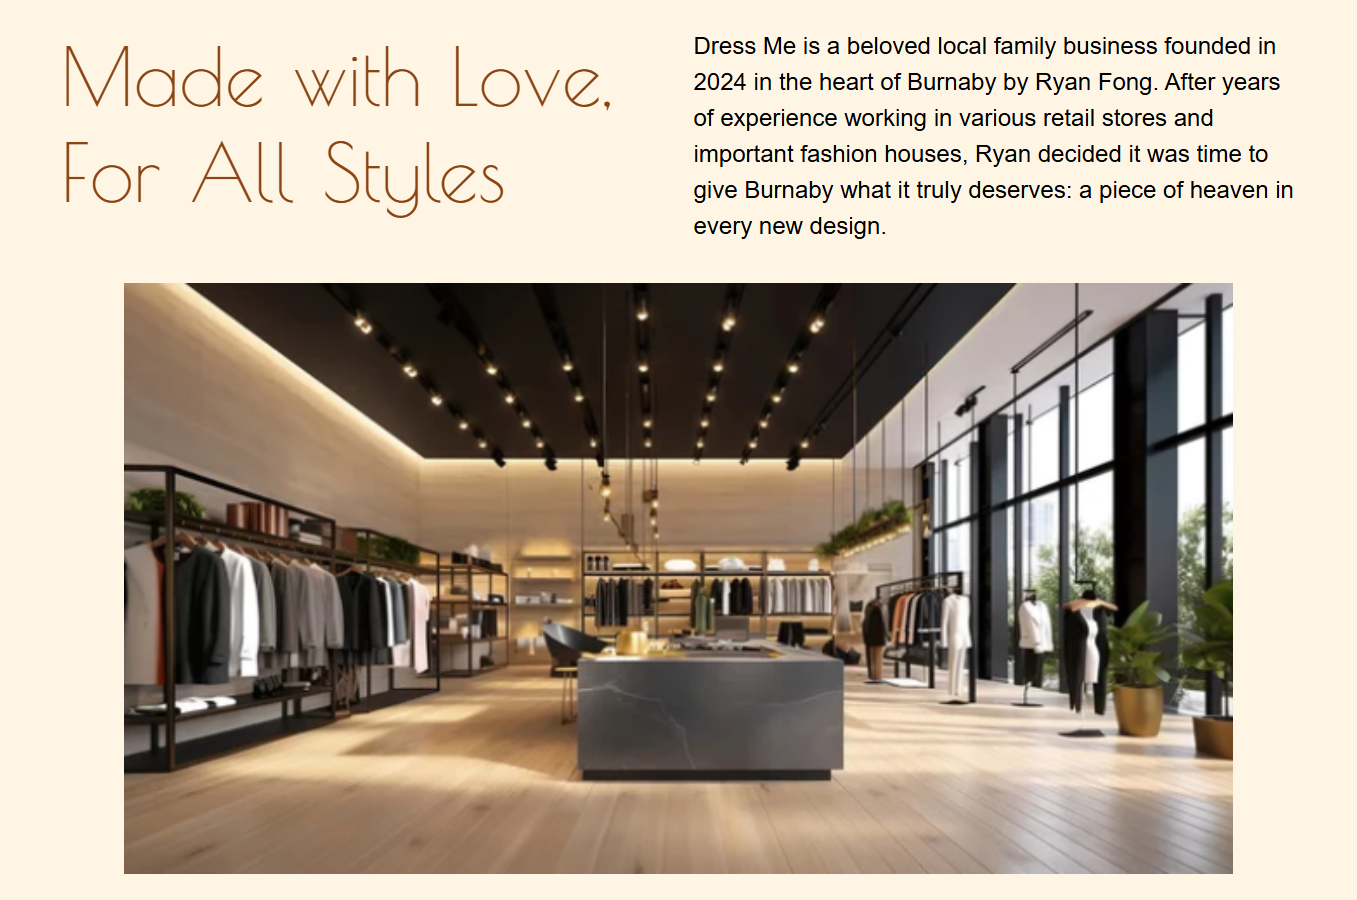 Made with Love,
For All Styles
Dress Me is a beloved local family business founded in
2024 in the heart of Burnaby by Ryan Fong. After years
of experience working in various retail stores and
important fashion houses, Ryan decided it was time to
give Burnaby what it truly deserves: a piece of heaven in
every new design.